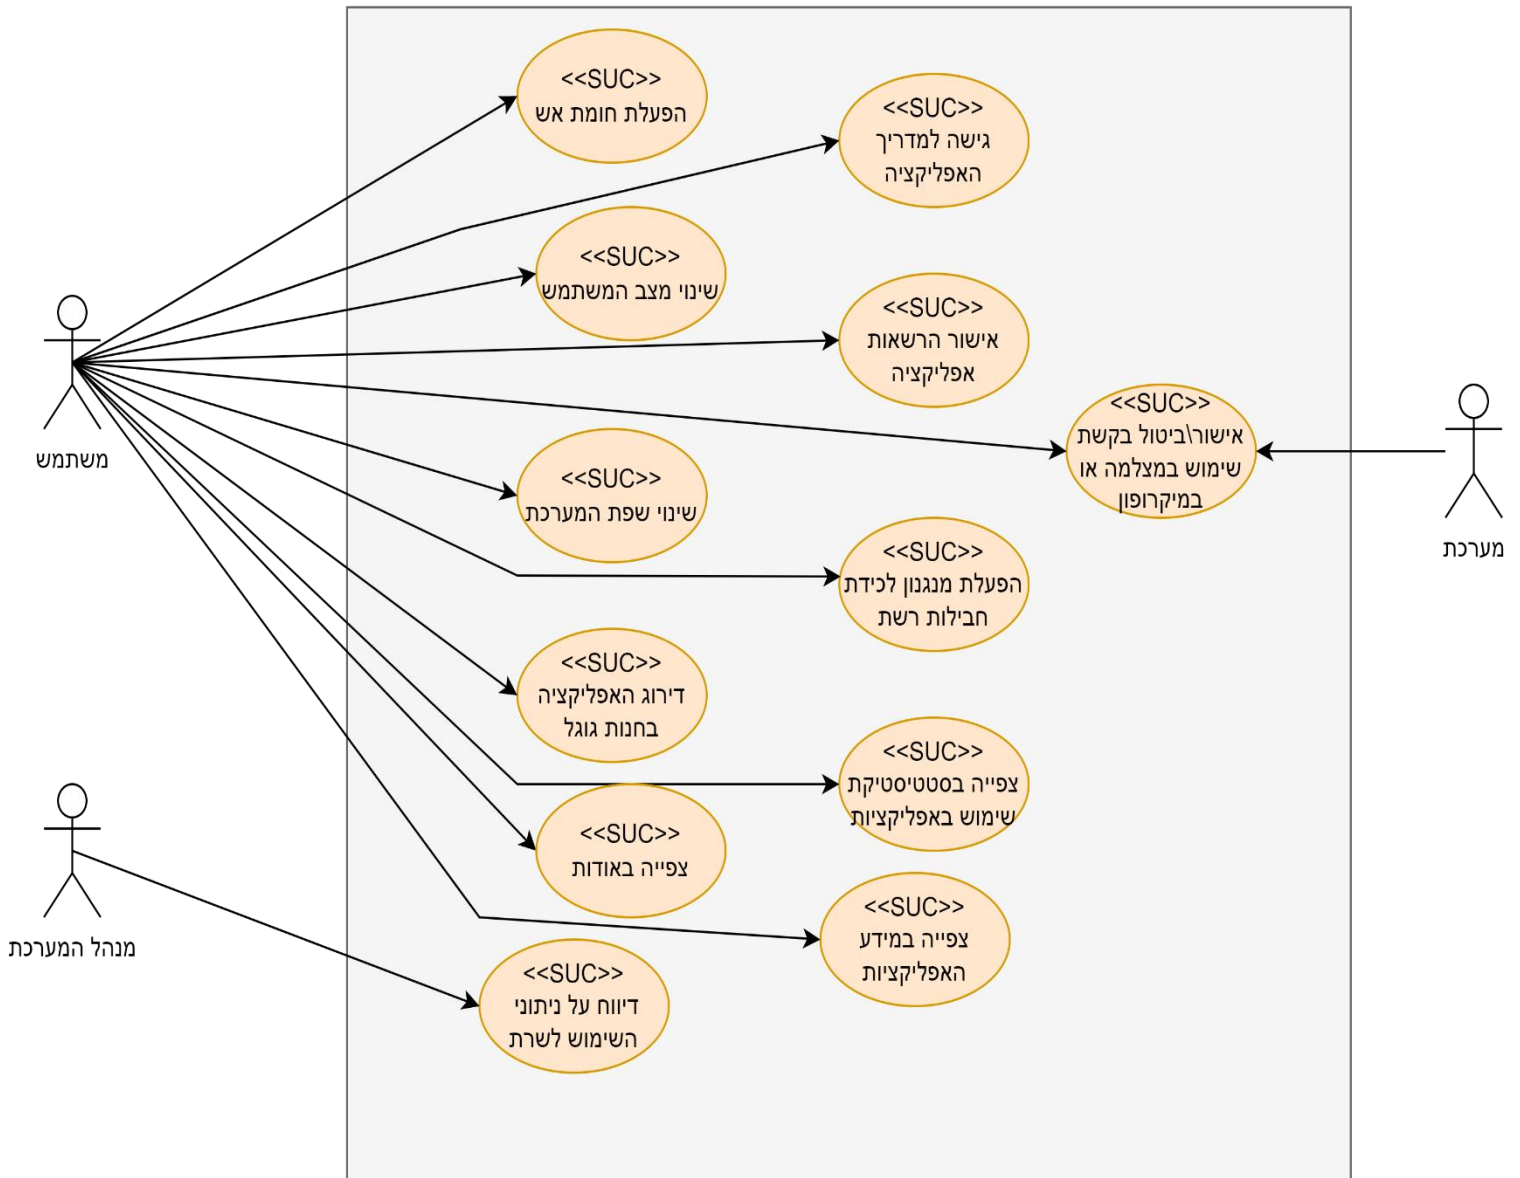 <<SUC>>
הפעלת חומת אש
<<SUC>>
גישה למדריך
האפליקציה
<<SUC>>
שינוי מצב המשתמש
<<SUC>>
אישור הרשאות
אפליקציה
<<SUC>>
אישור\ביטול בקשת
שימוש במצלמה או
במיקרופון
משתמש
מערכת
<<SUC>>
שינוי שפת המערכת
<<SUC>>
הפעלת מנגנון לכידת
חבילות רשת
<<SUC>>
דירוג האפליקציה
בחנות גוגל
<<SUC>>
צפייה בסטטיסטיקת
שימוש באפליקציות
<<SUC>>
צפייה באודות
<<SUC>>
צפייה במידע
האפליקציות
מנהל המערכת
<<SUC>>
דיווח על ניתוני
השימוש לשרת